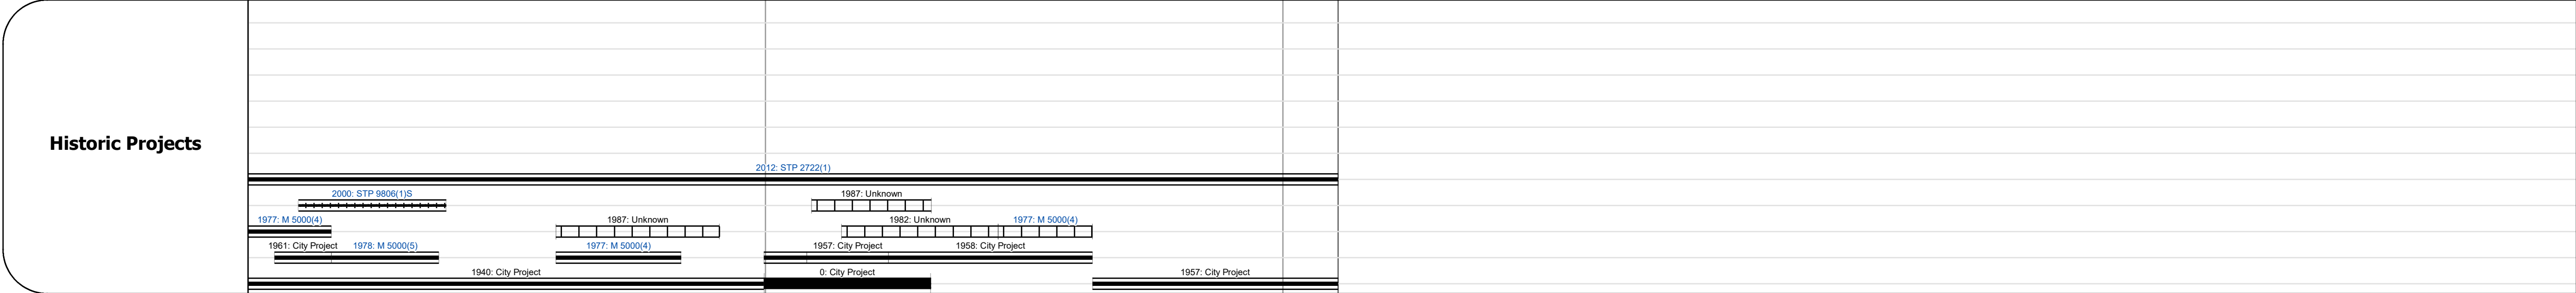 Historic Projects
2012: STP 2722(1)
2000: STP 9806(1)S
1987: Unknown
1977: M 5000(4)
1987: Unknown
1982: Unknown
1977: M 5000(4)
1961: City Project
1978: M 5000(5)
1977: M 5000(4)
1957: City Project
1958: City Project
1940: City Project
0: City Project
1957: City Project